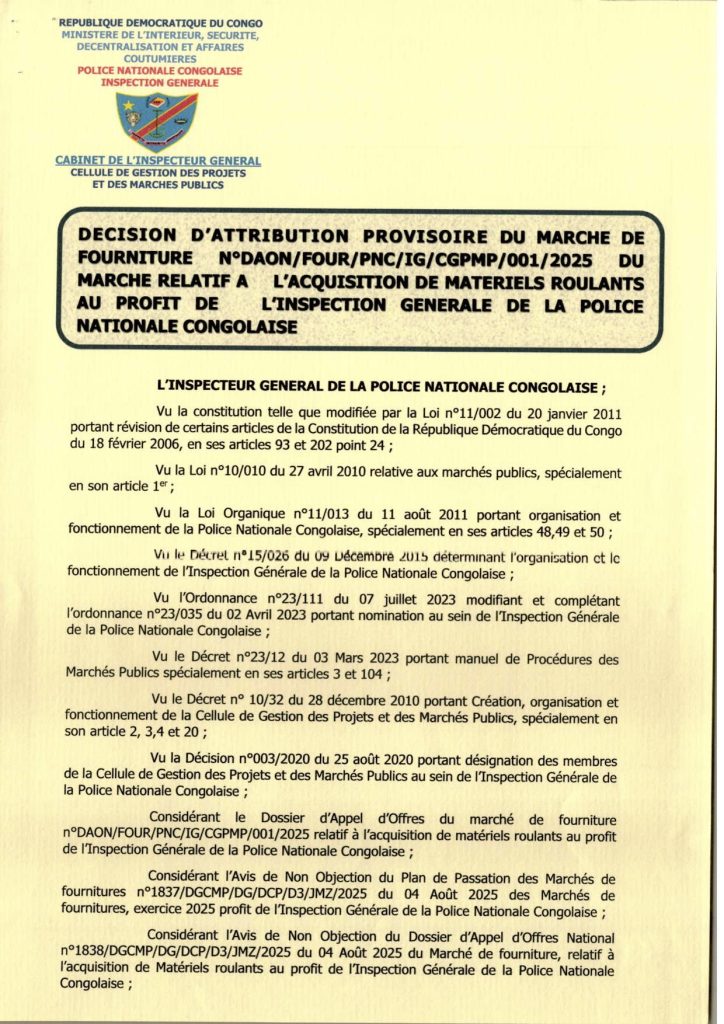 REPUBLIQUE DEMOCRATIQUE DU CONGO
MINISTERE DE L'INTERIEUR, SECURITE,
DECENTRALISATION ET AFFAIRES
COUTUMIERES
POLICE NATIONALE CONGOLAISE
INSPECTION GENERALE
CABINET DE L'INSPECTEUR GENERAL
CELLULE DE GESTION DES PROJETS
ET DES MARCHES PUBLICS
DECISION D'ATTRIBUTION PROVISOIRE DU MARCHE DE
FOURNITURE N°DAON/FOUR/PNC/IG/CGPMP/001/2025 DU
MARCHE RELATIF A L'ACQUISITION DE MATERIELS ROULANTS
AU PROFIT DE L'INSPECTION GENERALE DE LA POLICE
NATIONALE CONGOLAISE
L'INSPECTEUR GENERAL DE LA POLICE NATIONALE CONGOLAISE ;
Vu la constitution telle que modifiée par la Loi n°11/002 du 20 janvier 2011
portant révision de certains articles de la Constitution de la République Démocratique du Congo
du 18 février 2006, en ses articles 93 et 202 point 24 ;
Vu la Loi n°10/010 du 27 avril 2010 relative aux marchés publics, spécialement
en son article 1er ;
Vu la Loi Organique n°11/013 du 11 août 2011 portant organisation et
fonctionnement de la Police Nationale Congolaise, spécialement en ses articles 48,49 et 50 ;
Vu le Décret n°15/026 du 09 Décembre 2015 déterminant l'organisation et le
fonctionnement de l'Inspection Générale de la Police Nationale Congolaise ;
Vu l'Ordonnance n°23/111 du 07 juillet 2023 modifiant et complétant
l'ordonnance n°23/035 du 02 Avril 2023 portant nomination au sein de l'Inspection Générale
de la Police Nationale Congolaise ;
Vu le Décret n°23/12 du 03 Mars 2023 portant manuel de Procédures des
Marchés Publics spécialement en ses articles 3 et 104 ;
Vu le Décret n° 10/32 du 28 décembre 2010 portant Création, organisation et
fonctionnement de la Cellule de Gestion des Projets et des Marchés Publics, spécialement en
son article 2, 3,4 et 20 ;
Vu la Décision n°003/2020 du 25 août 2020 portant désignation des membres
de la Cellule de Gestion des Projets et des Marchés Publics au sein de l'Inspection Générale de
la Police Nationale Congolaise ;
Considérant le Dossier d'Appel d'Offres du marché de fourniture
n°DAON/FOUR/PNC/IG/CGPMP/001/2025 relatif à l'acquisition de matériels roulants au profit
de l'Inspection Générale de la Police Nationale Congolaise ;
Considérant l'Avis de Non Objection du Plan de Passation des Marchés de
fournitures n°1837/DGCMP/DG/DCP/D3/JMZ/2025 du 04 Août 2025 des Marchés de
fournitures, exercice 2025 profit de l'Inspection Générale de la Police Nationale Congolaise ;
Considérant l'Avis de Non Objection du Dossier d'Appel d'Offres National
n°1838/DGCMP/DG/DCP/D3/JMZ/2025 du 04 Août 2025 du Marché de fourniture, relatif à
l'acquisition de Matériels roulants au profit de l'Inspection Générale de la Police Nationale
Congolaise ;